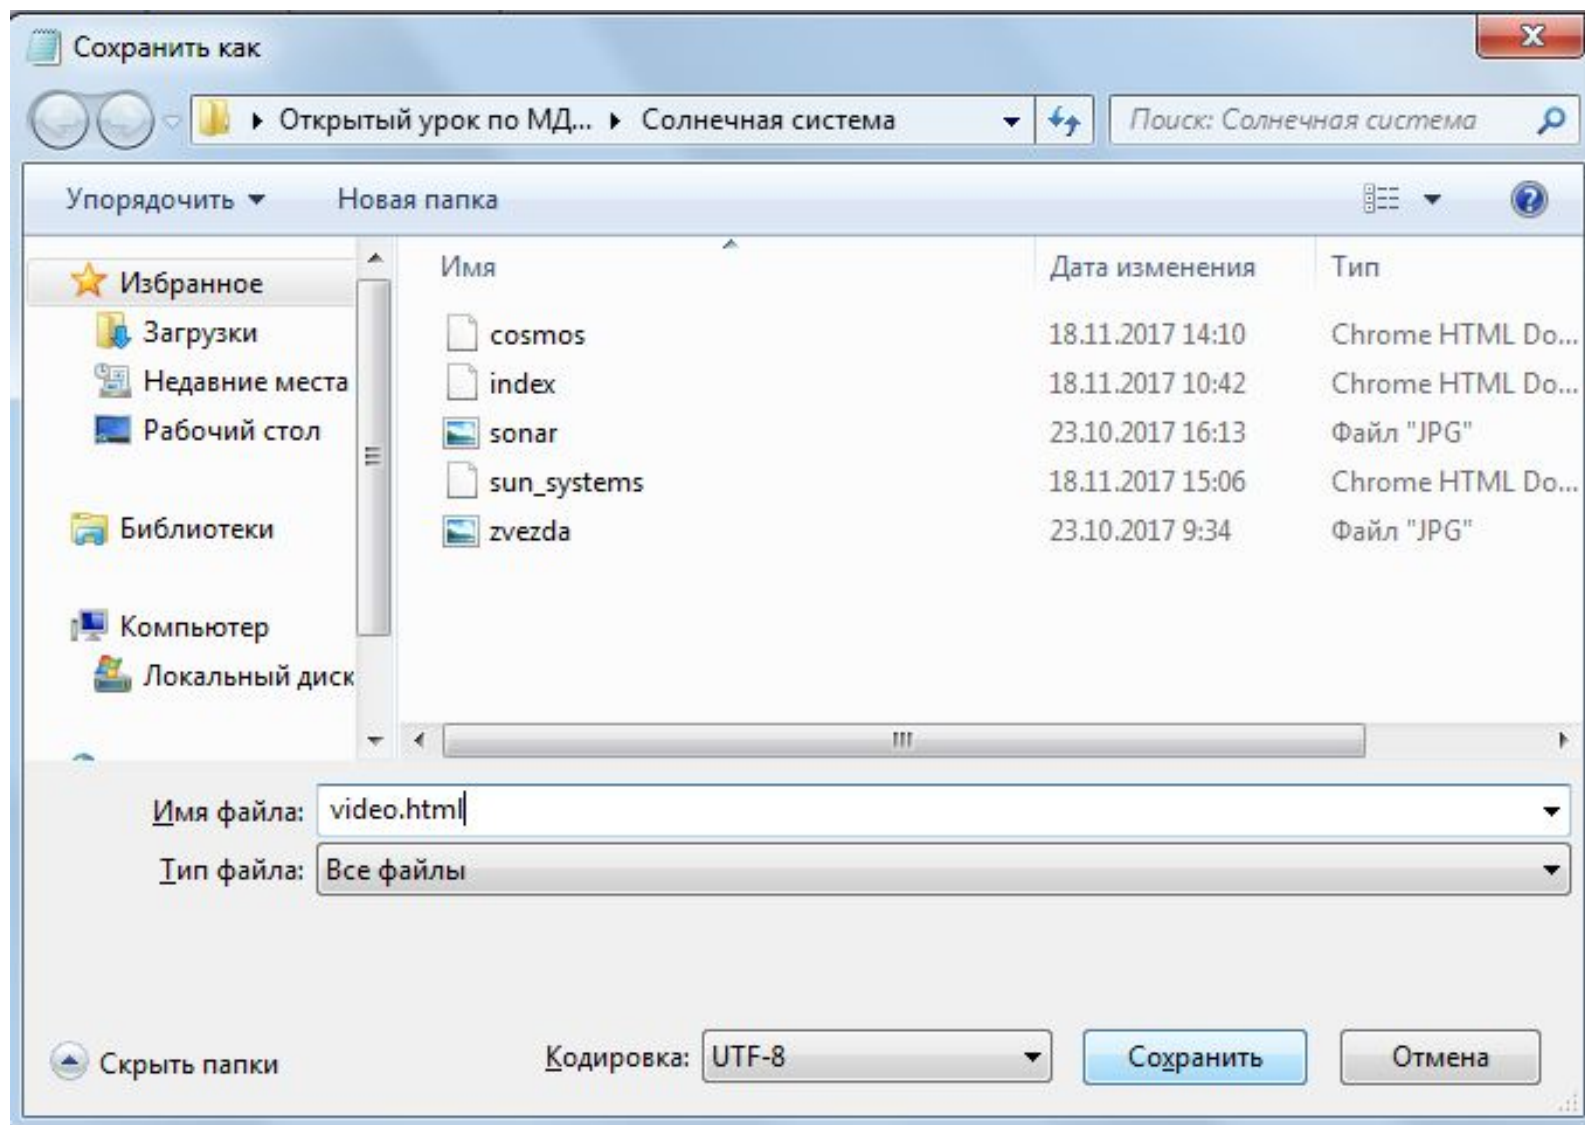 Сохранить как
Открытый урок по МД... Солнечная система
Поиск: Солнечная система
Упорядочить Новая папка
Избранное
Загрузки
Недавние места
Рабочий стол
Библиотеки
Компьютер
Локальный диск
Имя Дата изменения Тип
cosmos 18.11.2017 14:10 Chrome HTML Do...
index 18.11.2017 10:42 Chrome HTML Do...
sonar 23.10.2017 16:13 Файл "JPG"
sun_systems 18.11.2017 15:06 Chrome HTML Do...
zvezda 23.10.2017 9:34 Файл "JPG"
Имя файла: video.html
Тип файла: Все файлы
Скрыть папки Кодировка: UTF-8 Сохранить Отмена